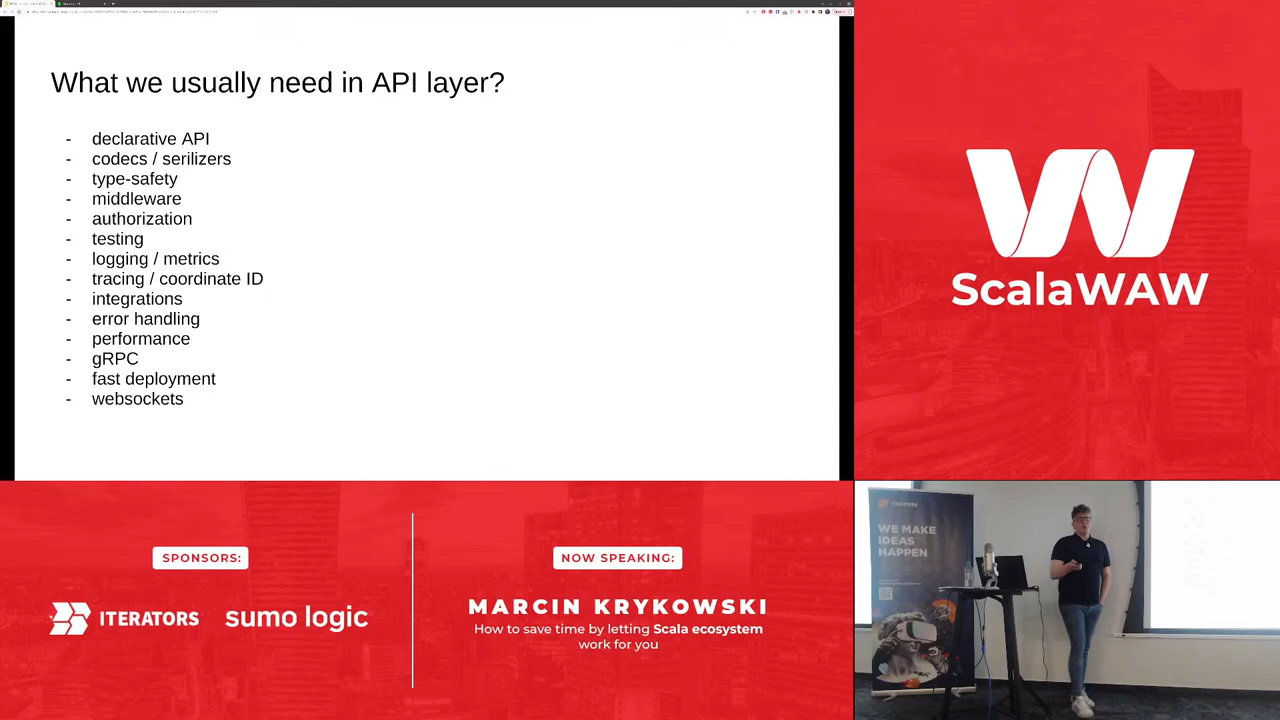 What we usually need in API layer?
- declarative API
- codecs / serilizers
- type-safety
- middleware
- authorization
- testing
- logging / metrics
- tracing / coordinate ID
- integrations
- error handling
- performance
- gRPC
- fast deployment
- websockets
ScalaWAW
SPONSORS:
ITERATORS
sumo logic
NOW SPEAKING:
MARCIN KRYKOWSKI
How to save time by letting Scala ecosystem
work for you
ITERATORS
WE MAKE
IDEAS
HAPPEN